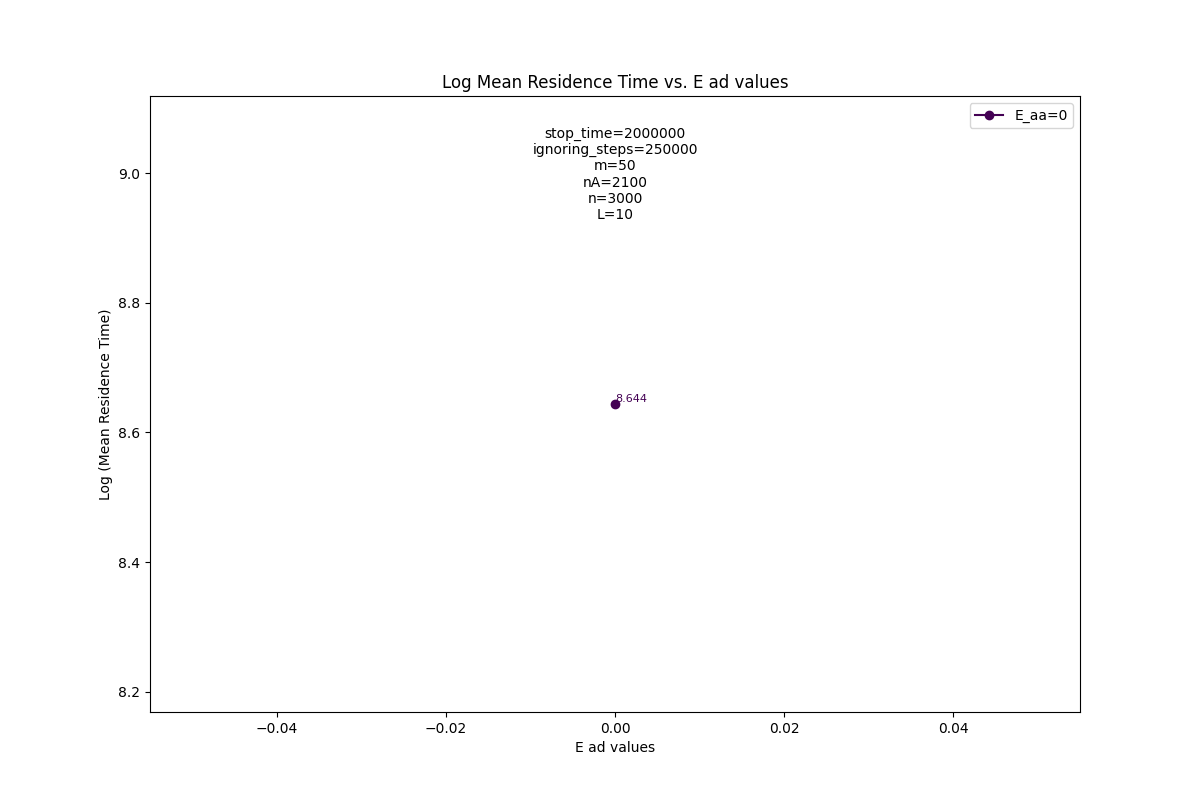 Log Mean Residence Time vs. E ad values
E_aa=0
stop_time=2000000
ignoring_steps=250000
m=50
nA=2100
n=3000
L=10
9.0
8.8
8.6
8.4
8.2
Log (Mean Residence Time)
8.644
−0.04
−0.02
0.00
0.02
0.04
E ad values